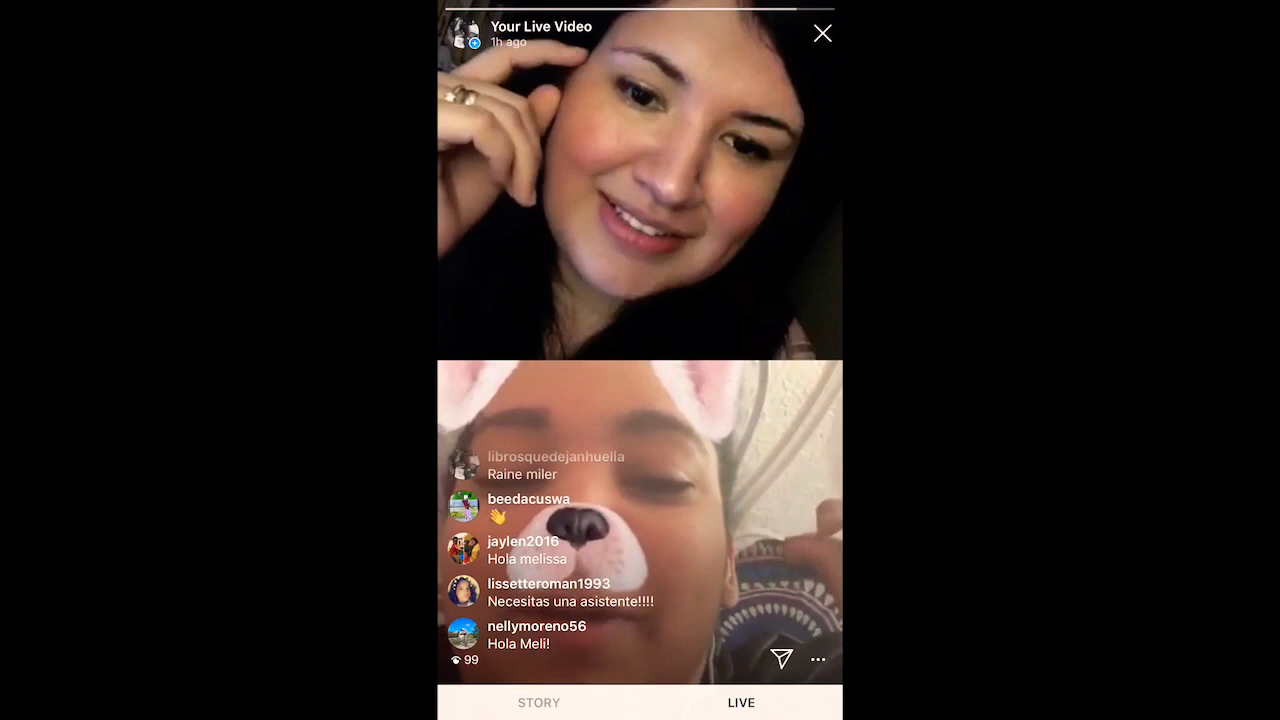 Your Live Video
1h ago
librosquedejanhuella
Raine miler
beedacuswa
👋
jaylen2016
Hola melissa
lissetteroman1993
Necesitas una asistente!!!!
nellymoreno56
Hola Meli!
99
STORY
LIVE